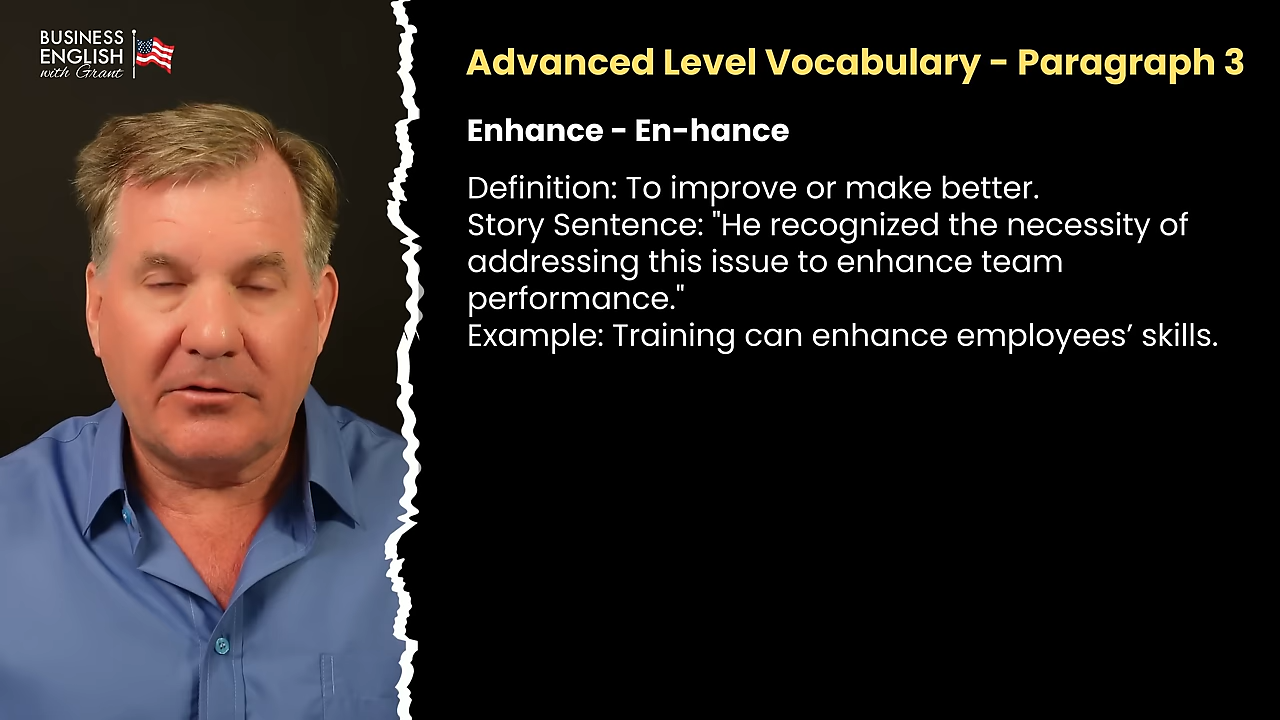 BUSINESS
ENGLISH
with Grant
Advanced Level Vocabulary - Paragraph 3
Enhance - En-hance
Definition: To improve or make better.
Story Sentence: "He recognized the necessity of
addressing this issue to enhance team
performance."
Example: Training can enhance employees’ skills.